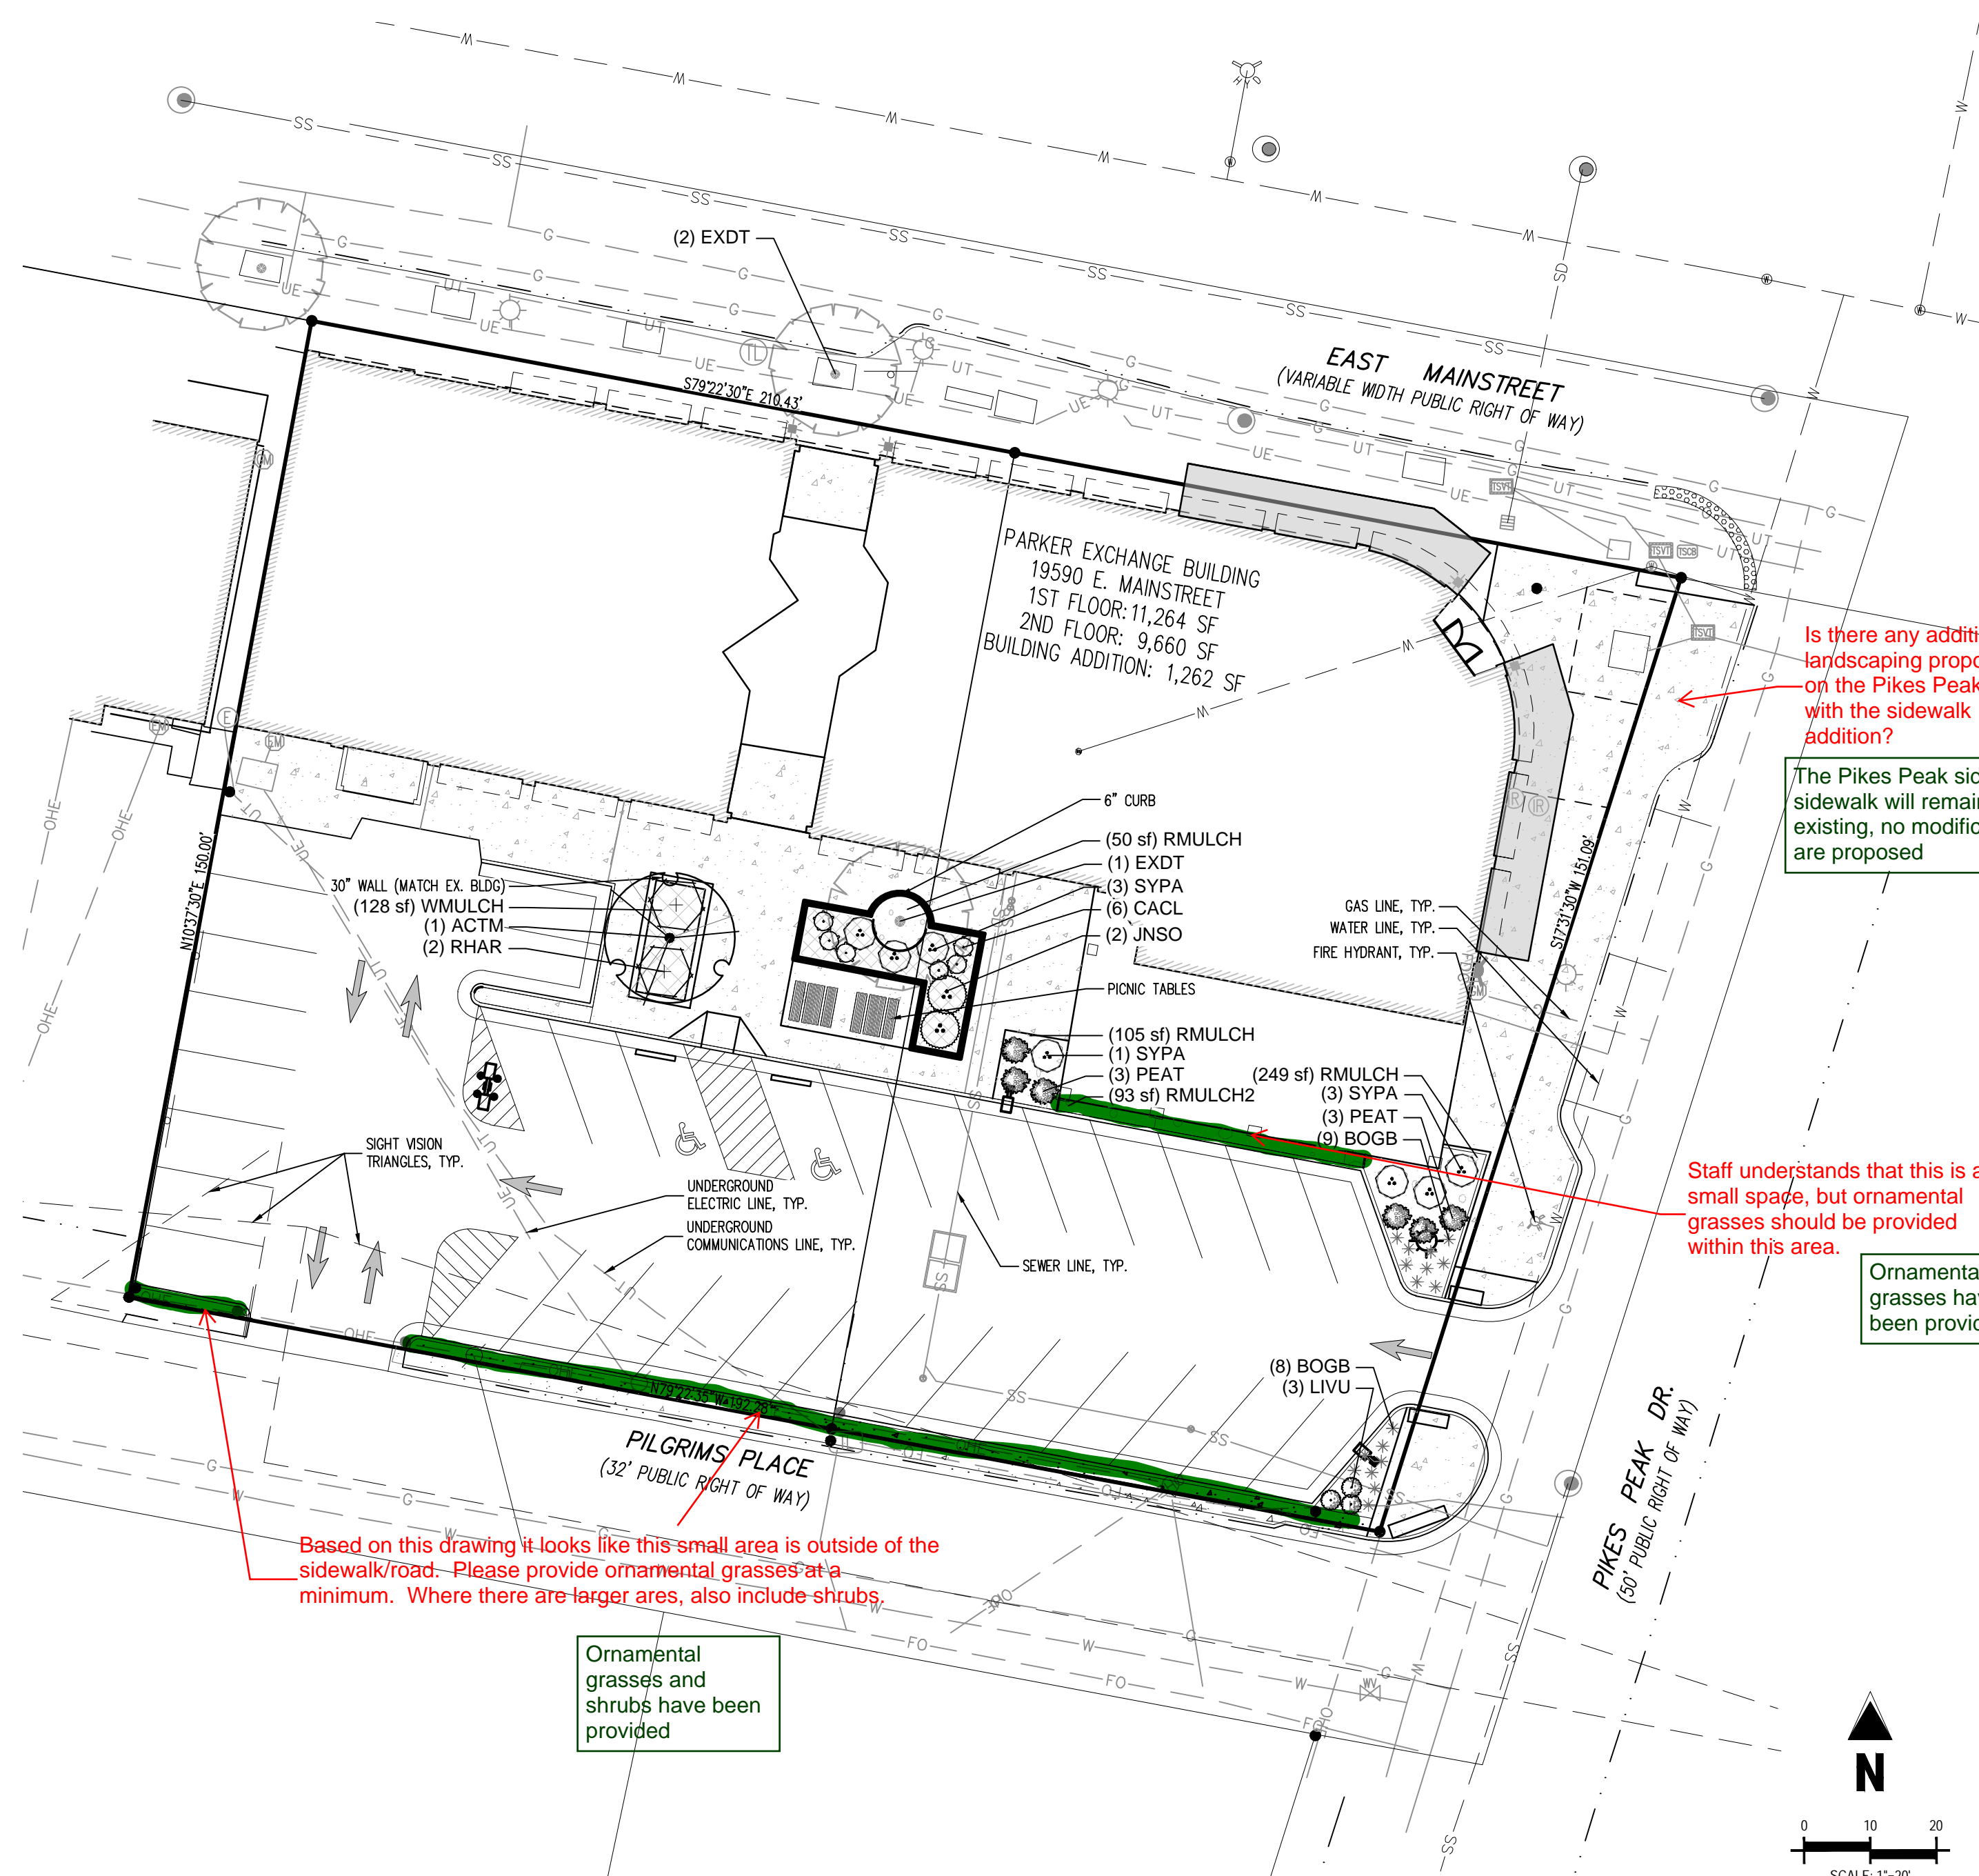 (2) EXDT
S79°22'30"E 210.43'
EAST MAINSTREET
(VARIABLE WIDTH PUBLIC RIGHT OF WAY)
PARKER EXCHANGE BUILDING
19590 E. MAINSTREET
1ST FLOOR: 11,264 SF
2ND FLOOR: 9,660 SF
BUILDING ADDITION: 1,262 SF
Is there any additi
landscaping propo
on the Pikes Peak
with the sidewalk
addition?
The Pikes Peak sid
sidewalk will remain
existing, no modific
are proposed
N10°37'30"E 150.00'
S17°31'30"W 151.09'
6" CURB
(50 sf) RMULCH
(1) EXDT
(3) SYPA
(6) CACL
(2) JNSO
PICNIC TABLES
30" WALL (MATCH EX. BLDG)
(128 sf) WMULCH
(1) ACTM
(2) RHAR
GAS LINE, TYP.
WATER LINE, TYP.
FIRE HYDRANT, TYP.
(105 sf) RMULCH
(1) SYPA
(3) PEAT
(93 sf) RMULCH2
(249 sf) RMULCH
(3) SYPA
(3) PEAT
(9) BOGB
SIGHT VISION
TRIANGLES, TYP.
UNDERGROUND
ELECTRIC LINE, TYP.
UNDERGROUND
COMMUNICATIONS LINE, TYP.
SEWER LINE, TYP.
Staff understands that this is a
small space, but ornamental
grasses should be provided
within this area.
Ornamenta
grasses hav
been provid
(8) BOGB
(3) LIVU
N79°22'35"W 192.28'
PILGRIMS PLACE
(32' PUBLIC RIGHT OF WAY)
PIKES PEAK DR.
(50' PUBLIC RIGHT OF WAY)
Based on this drawing it looks like this small area is outside of the
sidewalk/road. Please provide ornamental grasses at a
minimum. Where there are larger ares, also include shrubs.
Ornamental
grasses and
shrubs have been
provided
N
0 10 20
SCALE: 1"=20'